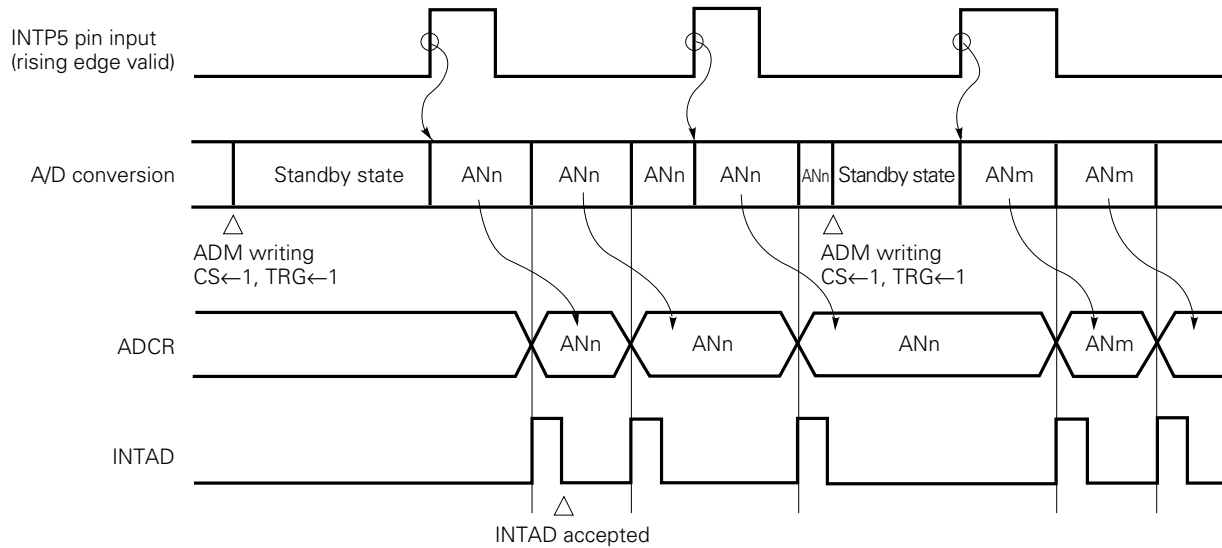 INTP5 pin input
(rising edge valid)
A/D conversion
Standby state
ANn
ANn
ANn
ANn
ANn
Standby state
ANm
ANm
ADM writing
CS←1, TRG←1
ADM writing
CS←1, TRG←1
ADCR
ANn
ANn
ANn
ANm
INTAD
INTAD accepted